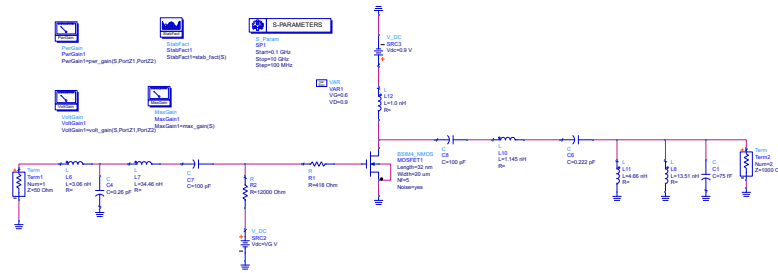 PwrGain
PwrGain
PwrGain1
PwrGain1=pwr_gain(S,PortZ1,PortZ2)
StabFact
StabFact
StabFact1
StabFact1=stab_fact(S)
S-PARAMETERS
S_Param
SP1
Start=0.1 GHz
Stop=10 GHz
Step=100 MHz
V_DC
SRC3
Vdc=0.9 V
VAR
VAR1
VG=0.6
VD=0.9
L
L12
L=1.0 nH
R=
VoltGain
VoltGain
VoltGain1
VoltGain1=volt_gain(S,PortZ1,PortZ2)
MaxGain
MaxGain
MaxGain1
MaxGain1=max_gain(S)
Term
Term1
Num=1
Z=50 Ohm
L
L6
L=3.06 nH
R=
C
C4
C=0.26 pF
L
L7
L=34.46 nH
R=
C
C7
C=100 pF
R
R2
R=12000 Ohm
R
R1
R=418 Ohm
V_DC
SRC2
Vdc=VG V
BSIM4_NMOS
MOSFET1
Length=32 nm
Width=20 um
Nf=5
Noise=yes
C
C8
C=100 pF
L
L10
L=1.145 nH
R=
C
C6
C=0.222 pF
L
L11
L=4.66 nH
R=
L
L8
L=13.51 nH
R=
C
C1
C=75 fF
Term
Term2
Num=2
Z=1000 O